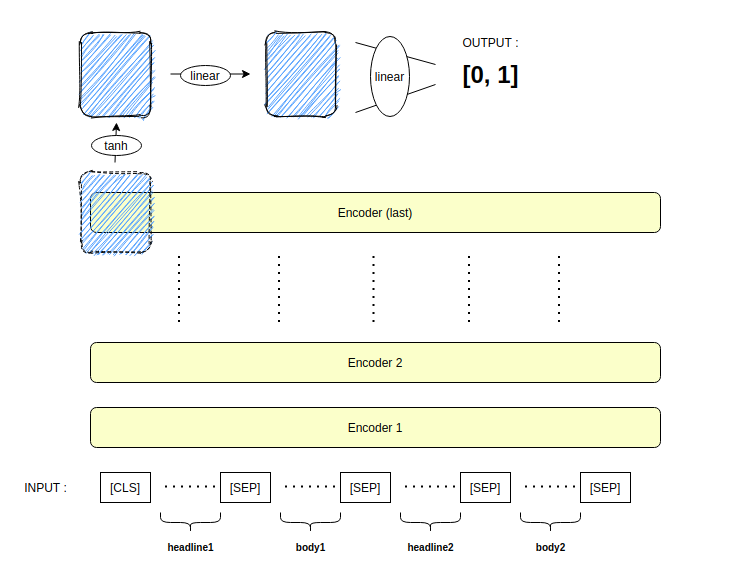 OUTPUT :
linear
linear
[0, 1]
tanh
Encoder (last)
Encoder 2
Encoder 1
INPUT :
[CLS]
[SEP]
[SEP]
[SEP]
[SEP]
headline1
body1
headline2
body2